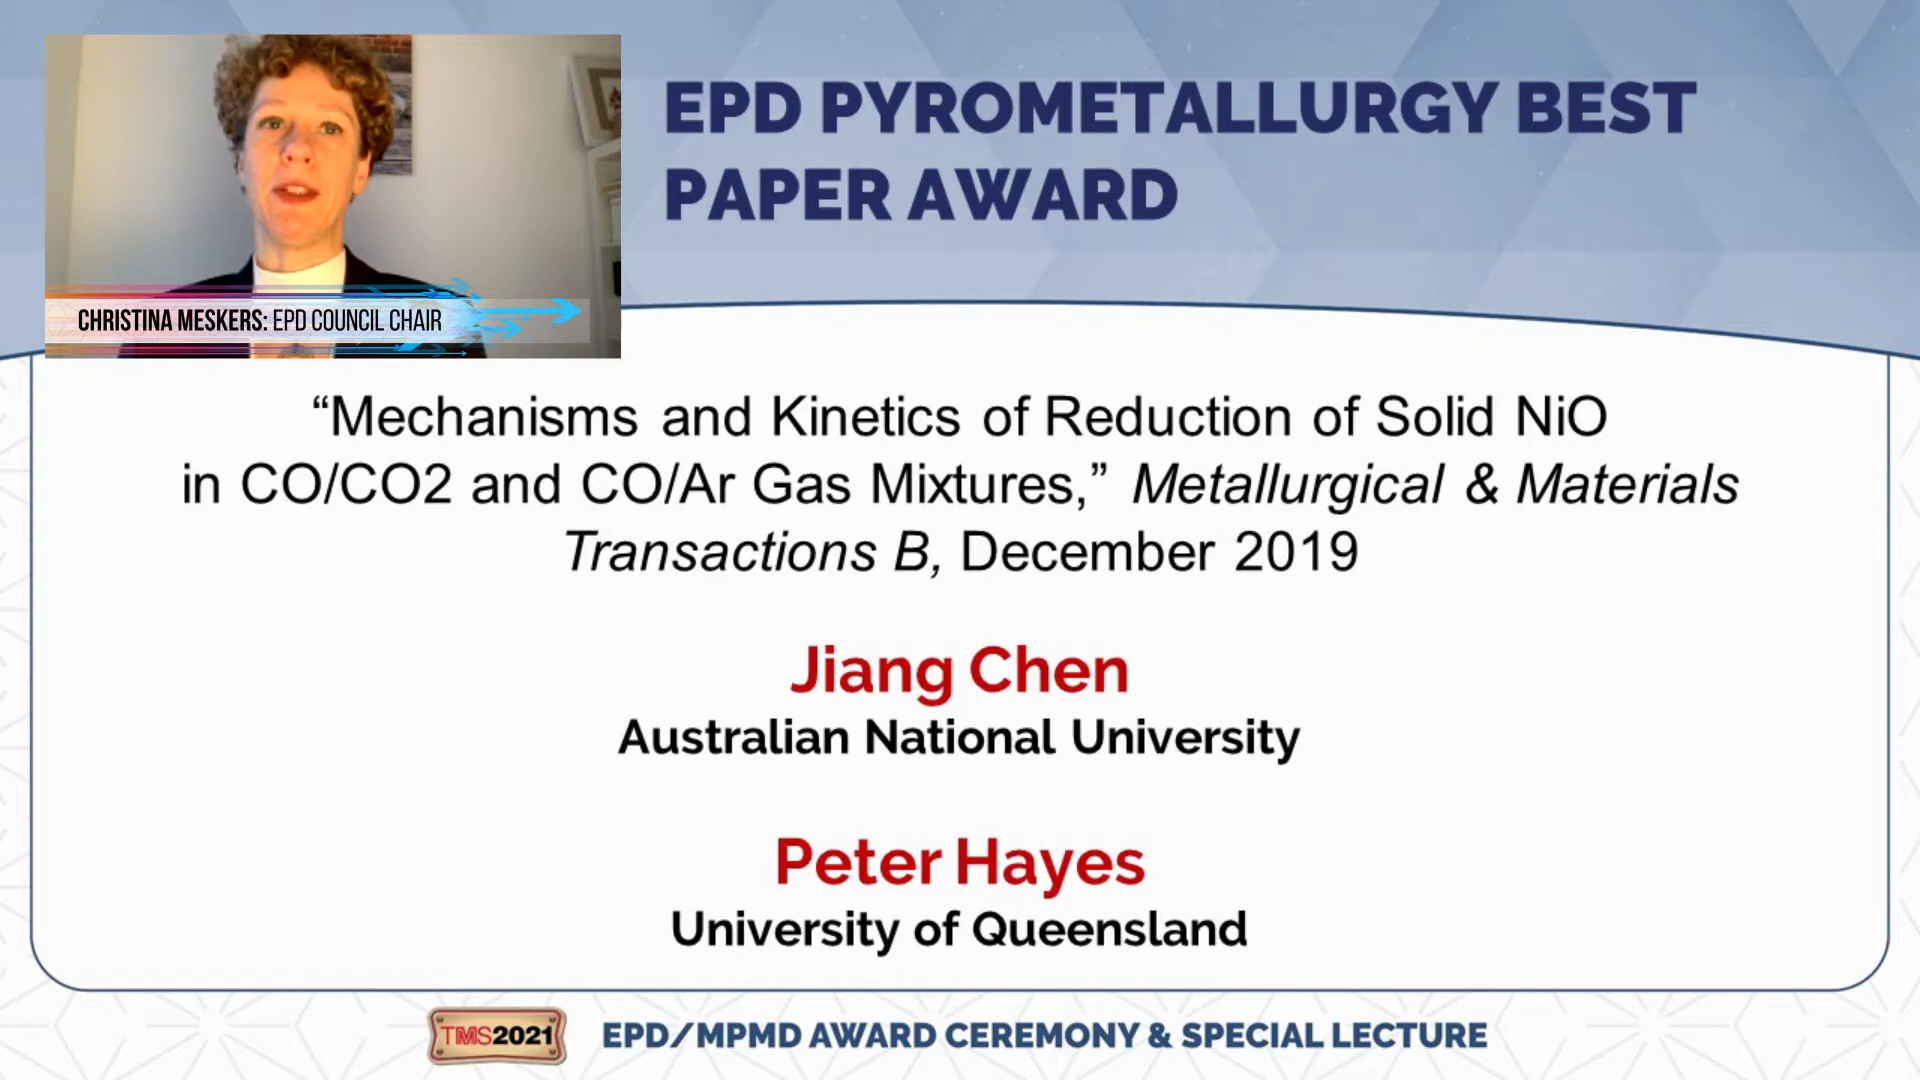 EPD PYROMETALLURGY BEST
PAPER AWARD
CHRISTINA MESKERS: EPD COUNCIL CHAIR
“Mechanisms and Kinetics of Reduction of Solid NiO
in CO/CO2 and CO/Ar Gas Mixtures,” Metallurgical & Materials
Transactions B, December 2019
Jiang Chen
Australian National University
Peter Hayes
University of Queensland
TMS2021
EPD/MPMD AWARD CEREMONY & SPECIAL LECTURE